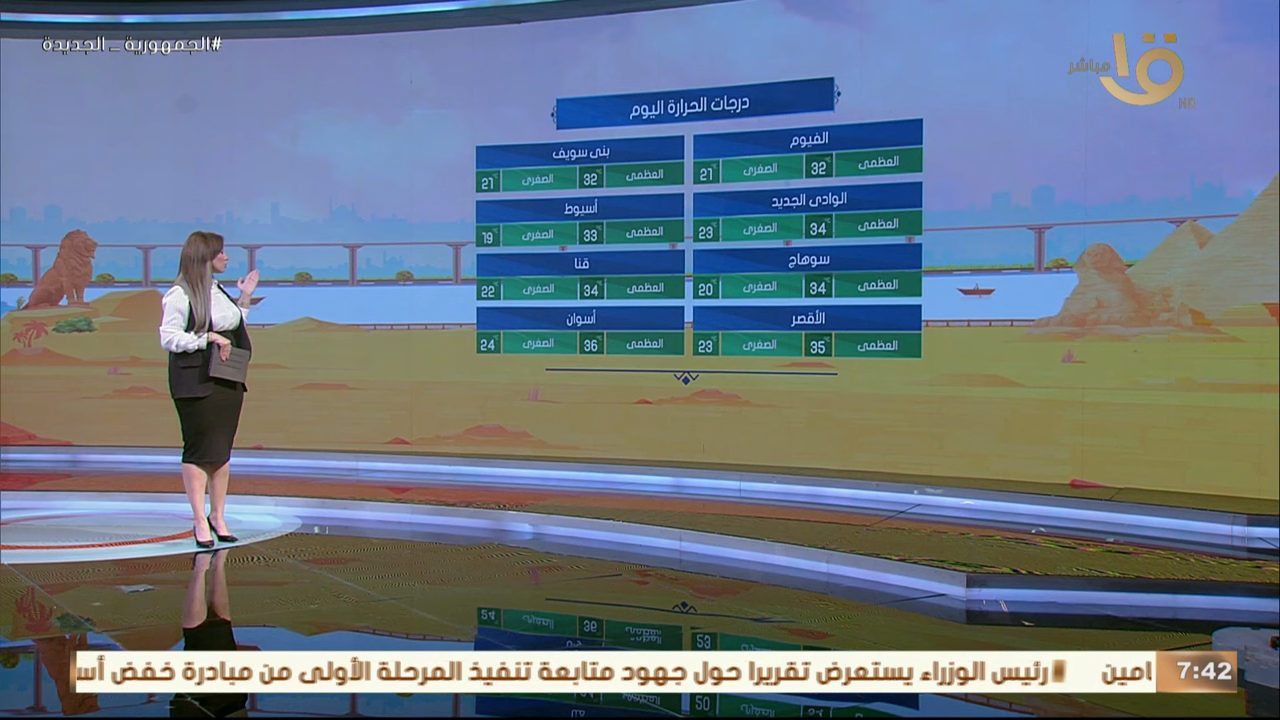 #الجمهورية_الجديدة
مباشر
HD
درجات الحرارة اليوم
الفيوم
العظمى 32° الصغرى 21°
بنى سويف
العظمى 32° الصغرى 21°
الوادى الجديد
العظمى 34° الصغرى 23°
أسيوط
العظمى 33° الصغرى 19°
سوهاج
العظمى 34° الصغرى 20°
قنا
العظمى 34° الصغرى 22°
الأقصر
العظمى 35° الصغرى 23°
أسوان
العظمى 36° الصغرى 24°
7:42
رئيس الوزراء يستعرض تقريرا حول جهود متابعة تنفيذ المرحلة الأولى من مبادرة خفض